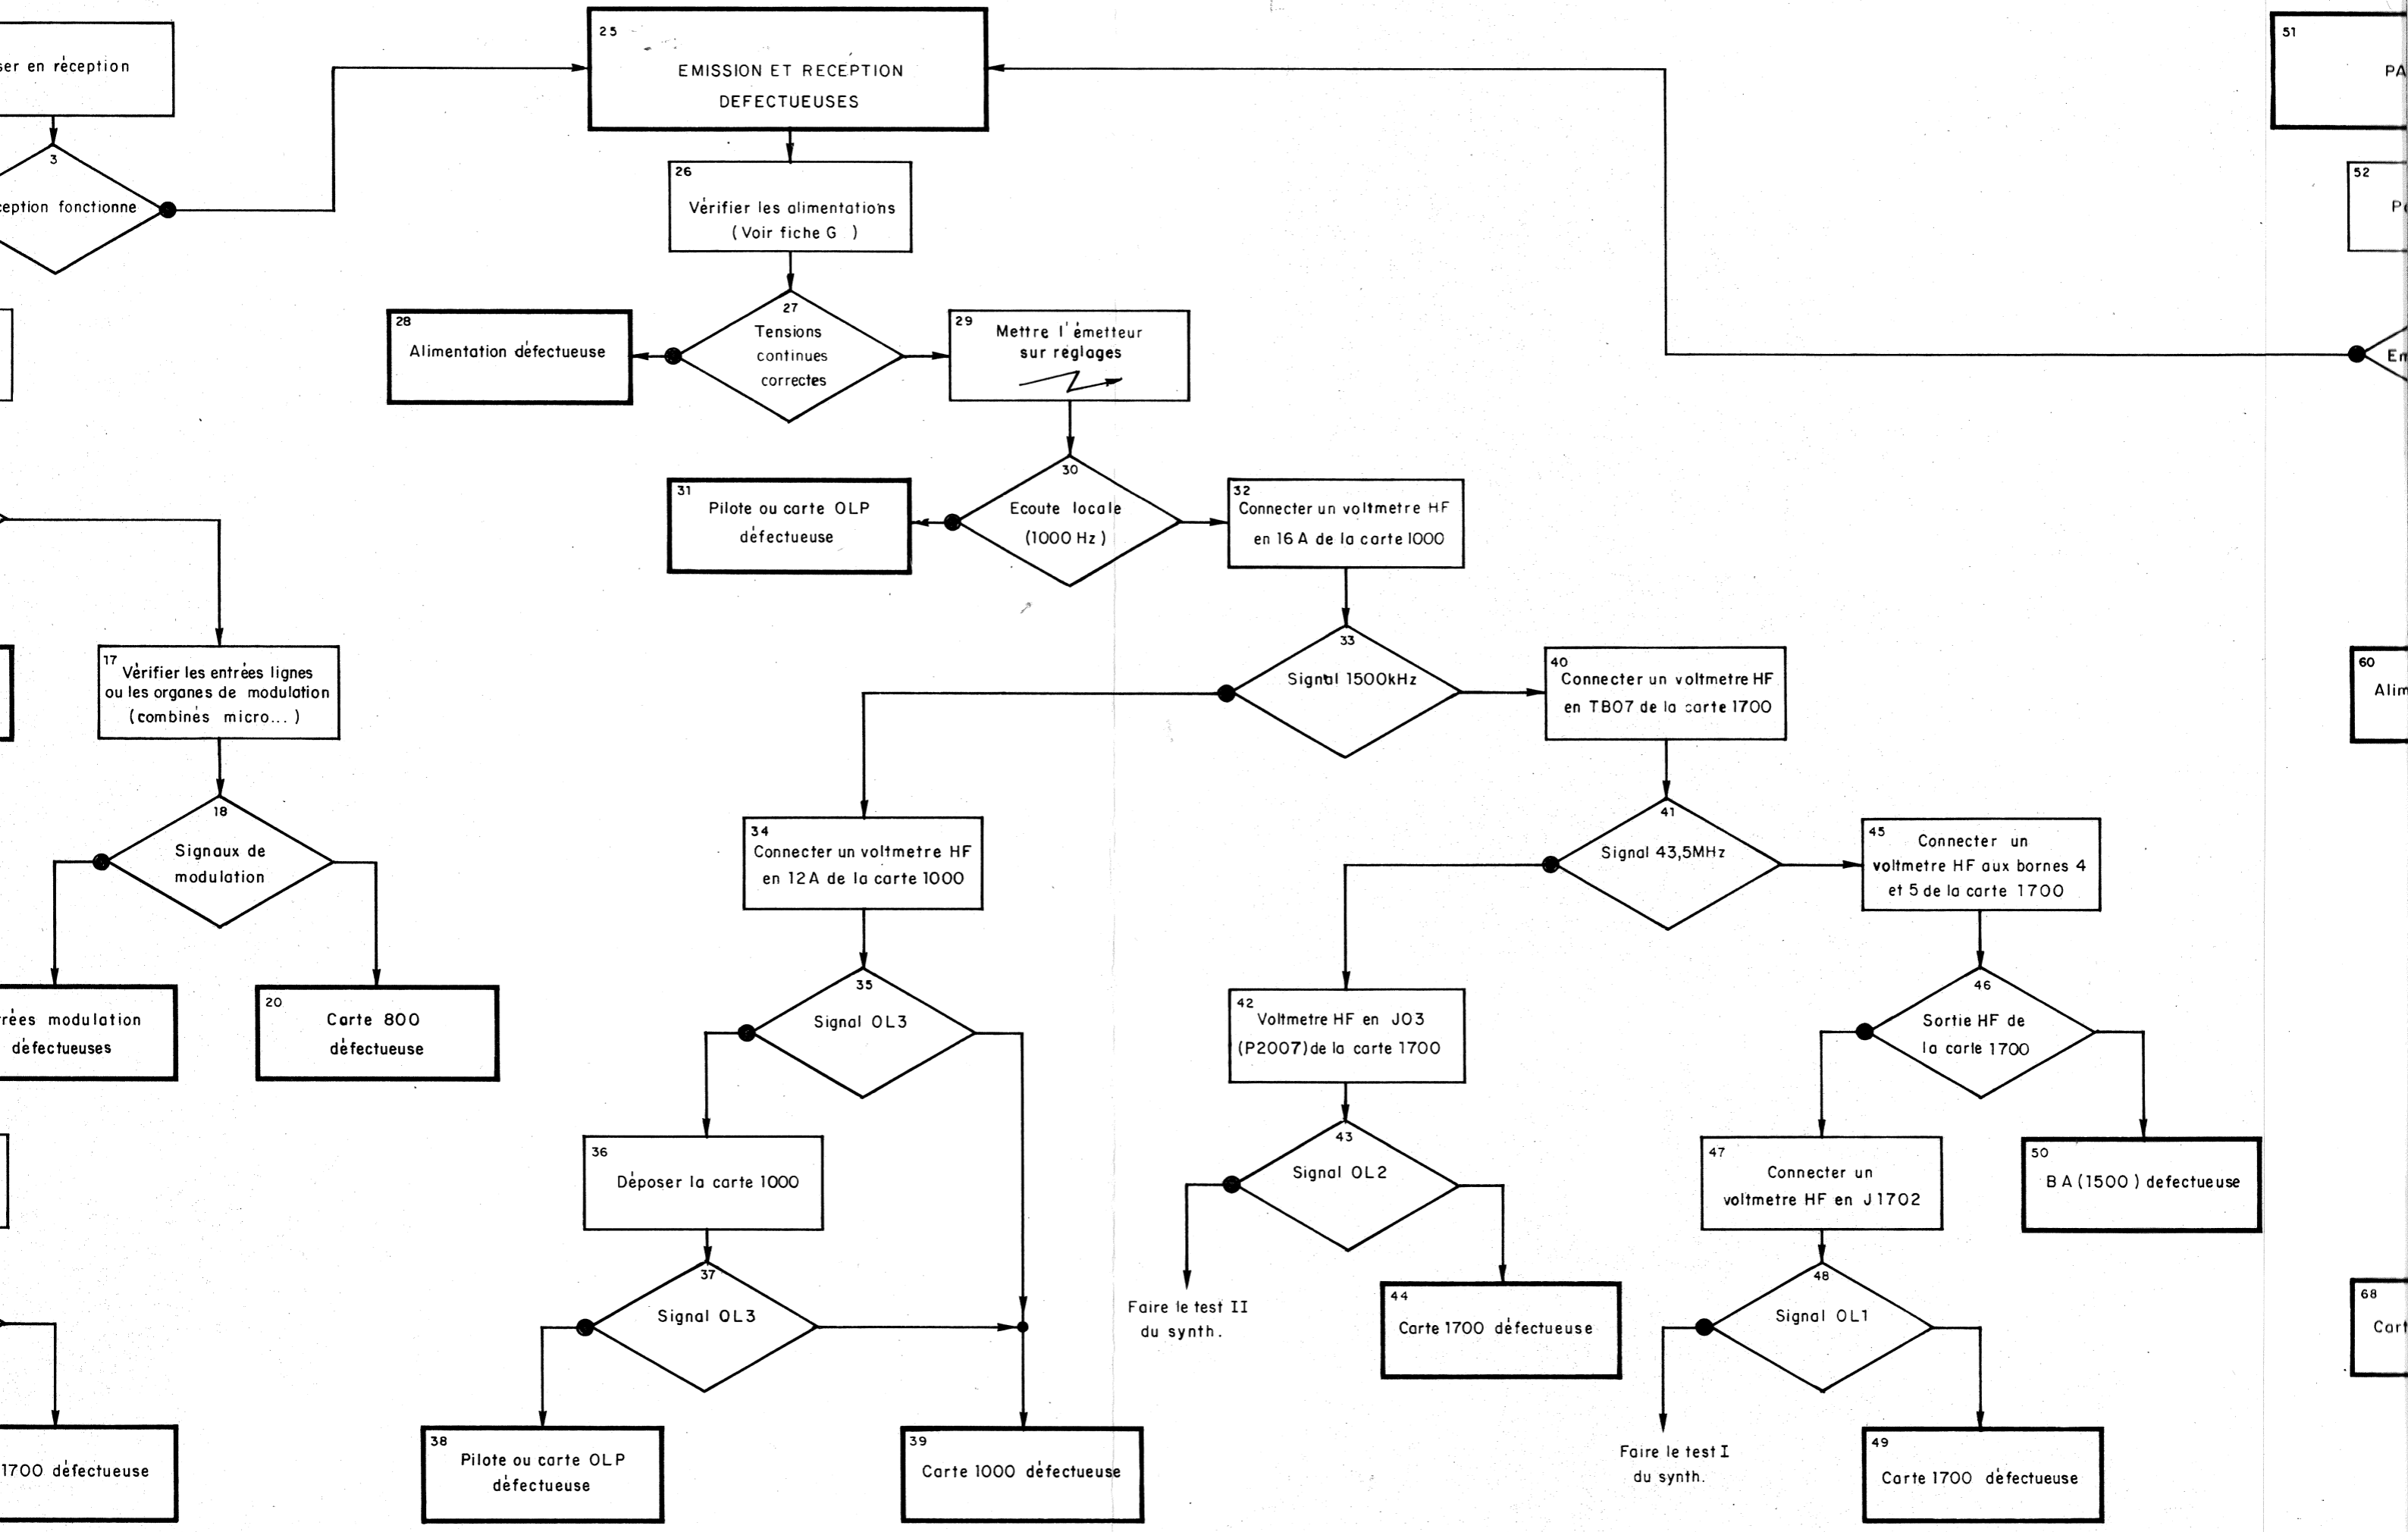 ser en réception
3
ception fonctionne
25
EMISSION ET RECEPTION
DEFECTUEUSES
26
Vérifier les alimentations
(Voir fiche G )
27
Tensions
continues
correctes
28
Alimentation défectueuse
29
Mettre l'émetteur
sur réglages
30
Ecoute locale
(1000 Hz)
31
Pilote ou carte OLP
défectueuse
32
Connecter un voltmetre HF
en 16 A de la carte 1000
33
Signal 1500kHz
17
Vérifier les entrées lignes
ou les organes de modulation
(combinés micro...)
18
Signaux de
modulation
rées modulation
défectueuses
20
Carte 800
défectueuse
1700 défectueuse
34
Connecter un voltmetre HF
en 12A de la carte 1000
35
Signal OL3
36
Déposer la carte 1000
37
Signal OL3
38
Pilote ou carte OLP
défectueuse
39
Carte 1000 défectueuse
40
Connecter un voltmetre HF
en TB07 de la carte 1700
41
Signal 43,5MHz
42
Voltmetre HF en J03
(P2007) de la carte 1700
43
Signal OL2
Faire le test II
du synth.
44
Carte 1700 défectueuse
45
Connecter un
voltmetre HF aux bornes 4
et 5 de la carte 1700
46
Sortie HF de
la carte 1700
47
Connecter un
voltmetre HF en J1702
48
Signal OL1
Faire le test I
du synth.
49
Carte 1700 défectueuse
50
BA (1500) defectueuse
51
PA
52
Em
60
Alim
68
Cart